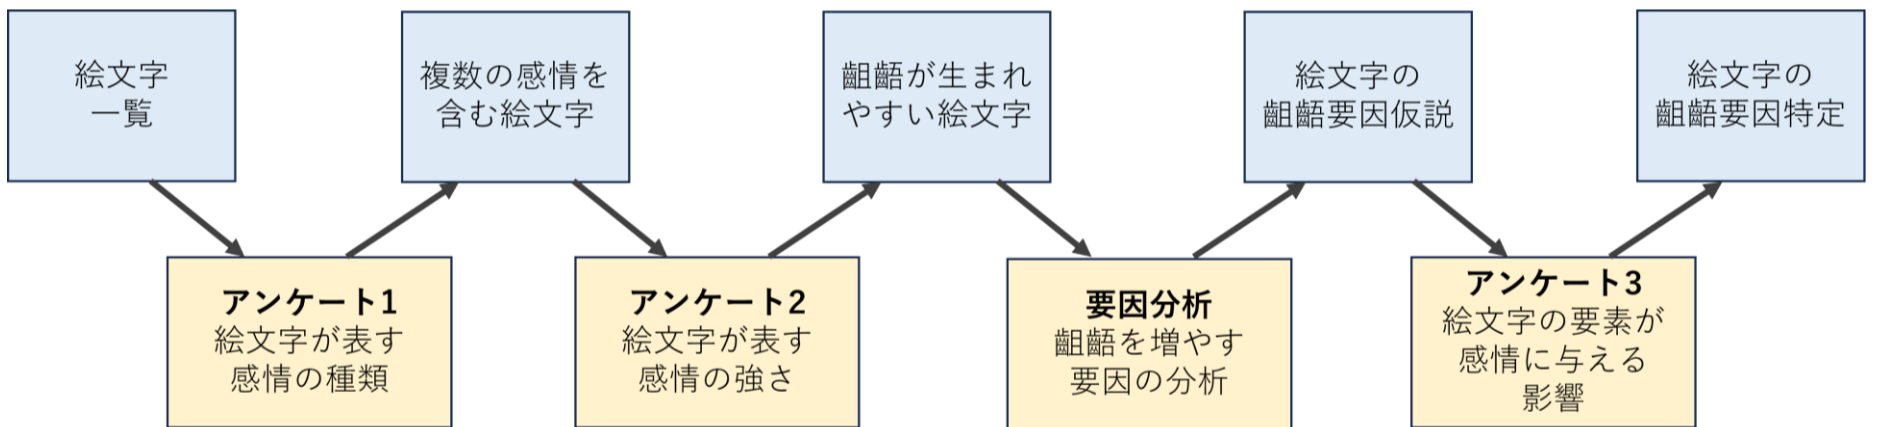 絵文字
一覧
複数の感情を
含む絵文字
齟齬が生まれ
やすい絵文字
絵文字の
齟齬要因仮説
絵文字の
齟齬要因特定
アンケート1
絵文字が表す
感情の種類
アンケート2
絵文字が表す
感情の強さ
要因分析
齟齬を増やす
要因の分析
アンケート3
絵文字の要素が
感情に与える
影響